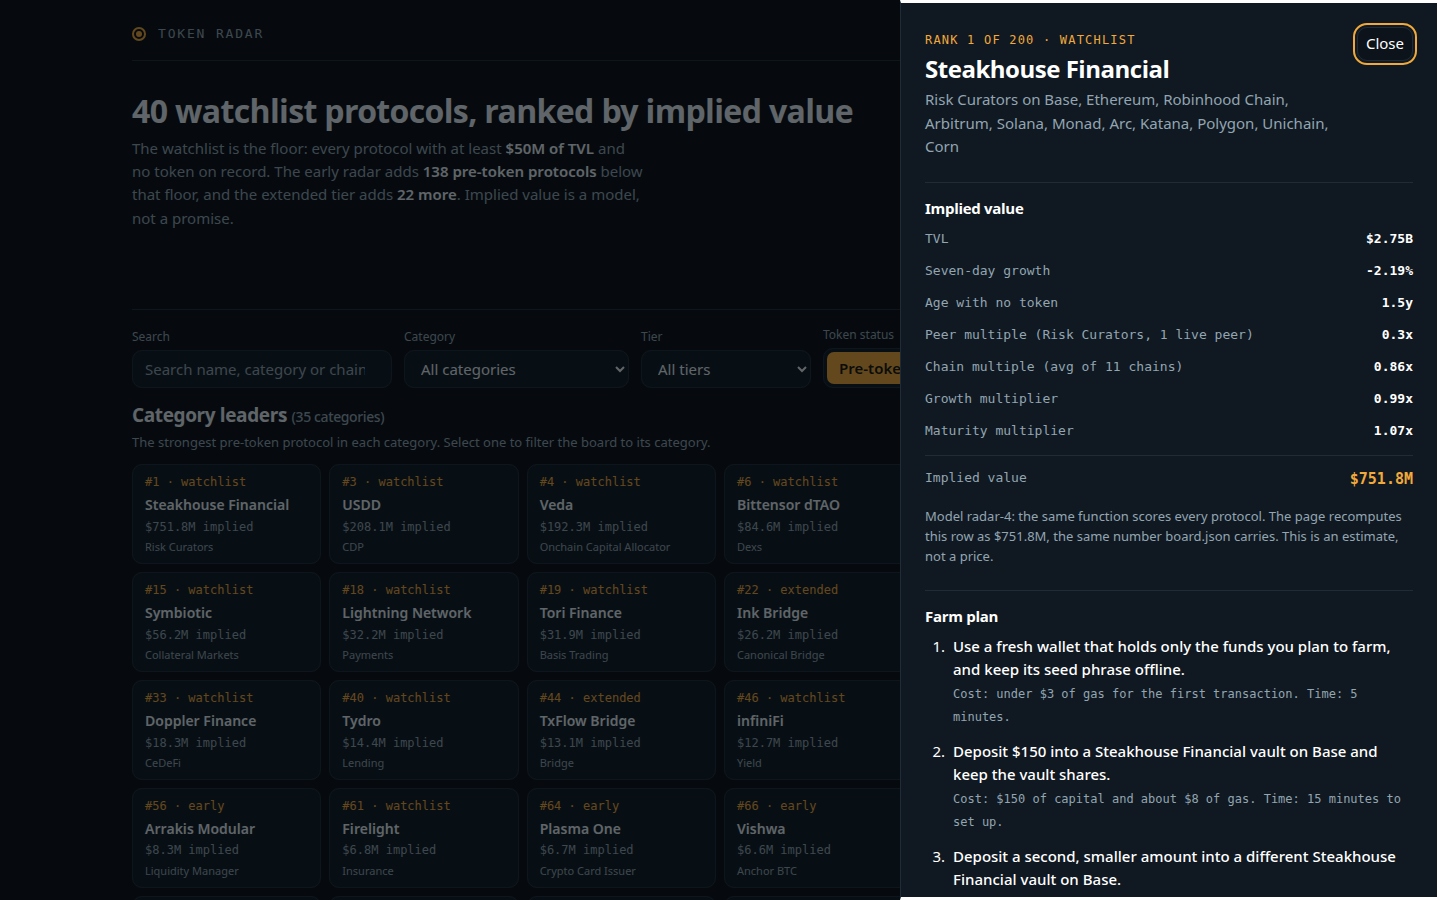 TOKEN RADAR
40 watchlist protocols, ranked by implied value
The watchlist is the floor: every protocol with at least $50M of TVL and
no token on record. The early radar adds 138 pre-token protocols below
that floor, and the extended tier adds 22 more. Implied value is a model,
not a promise.
Search
Category
Tier
Token status
Search name, category or chain
All categories
All tiers
Pre-toke
Category leaders (35 categories)
The strongest pre-token protocol in each category. Select one to filter the board to its category.
#1 · watchlist
Steakhouse Financial
$751.8M implied
Risk Curators
#3 · watchlist
USDD
$208.1M implied
CDP
#4 · watchlist
Veda
$192.3M implied
Onchain Capital Allocator
#6 · watchlist
Bittensor dTAO
$84.6M implied
Dexs
#15 · watchlist
Symbiotic
$56.2M implied
Collateral Markets
#18 · watchlist
Lightning Network
$32.2M implied
Payments
#19 · watchlist
Tori Finance
$31.9M implied
Basis Trading
#22 · extended
Ink Bridge
$26.2M implied
Canonical Bridge
#33 · watchlist
Doppler Finance
$18.3M implied
CeDeFi
#40 · watchlist
Tydro
$14.4M implied
Lending
#44 · extended
TxFlow Bridge
$13.1M implied
Bridge
#46 · watchlist
infiniFi
$12.7M implied
Yield
#56 · early
Arrakis Modular
$8.3M implied
Liquidity Manager
#61 · watchlist
Firelight
$6.8M implied
Insurance
#64 · early
Plasma One
$6.7M implied
Crypto Card Issuer
#66 · early
Vishwa
$6.6M implied
Anchor BTC
RANK 1 OF 200 · WATCHLIST
Close
Steakhouse Financial
Risk Curators on Base, Ethereum, Robinhood Chain,
Arbitrum, Solana, Monad, Arc, Katana, Polygon, Unichain,
Corn
Implied value
TVL $2.75B
Seven-day growth -2.19%
Age with no token 1.5y
Peer multiple (Risk Curators, 1 live peer) 0.3x
Chain multiple (avg of 11 chains) 0.86x
Growth multiplier 0.99x
Maturity multiplier 1.07x
Implied value $751.8M
Model radar-4: the same function scores every protocol. The page recomputes
this row as $751.8M, the same number board.json carries. This is an estimate,
not a price.
Farm plan
1. Use a fresh wallet that holds only the funds you plan to farm,
and keep its seed phrase offline.
Cost: under $3 of gas for the first transaction. Time: 5
minutes.
2. Deposit $150 into a Steakhouse Financial vault on Base and
keep the vault shares.
Cost: $150 of capital and about $8 of gas. Time: 15 minutes to
set up.
3. Deposit a second, smaller amount into a different Steakhouse
Financial vault on Base.